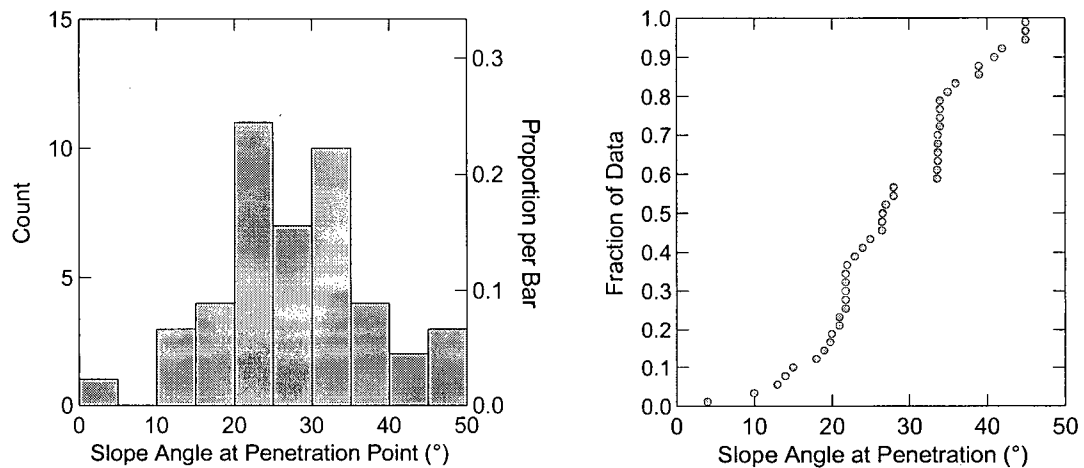 15
10
5
0
Count
0.3
0.2
0.1
0.0
Proportion per Bar
0 10 20 30 40 50
Slope Angle at Penetration Point (°)
1.0
0.9
0.8
0.7
0.6
0.5
0.4
0.3
0.2
0.1
0.0
Fraction of Data
0 10 20 30 40 50
Slope Angle at Penetration (°)